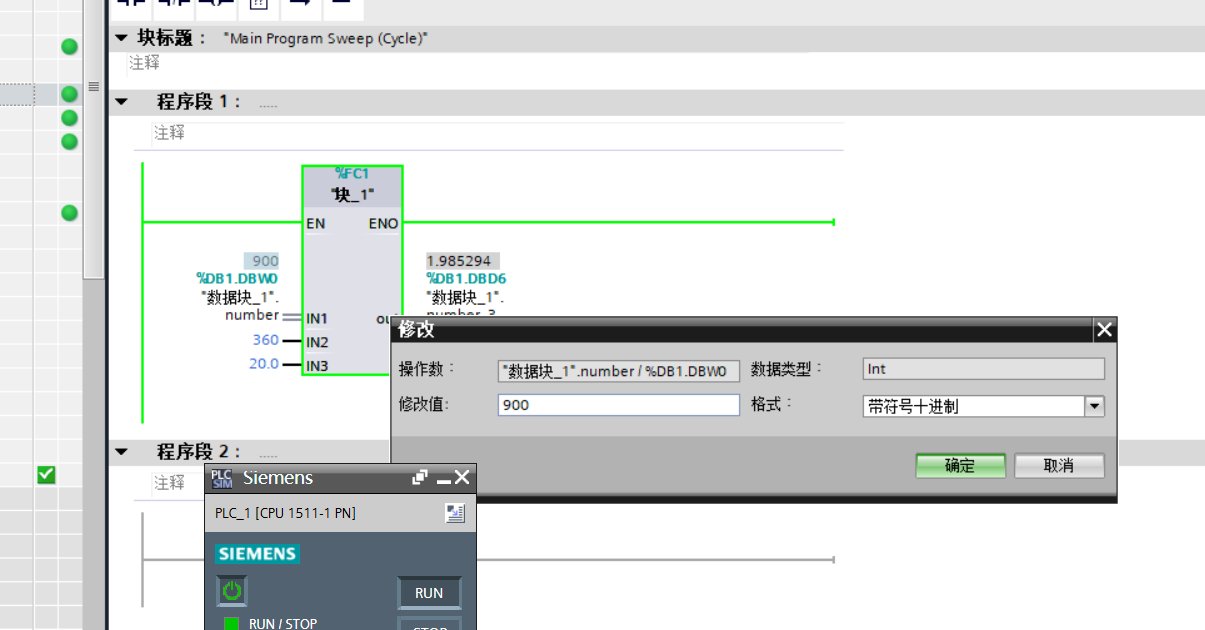 块标题： "Main Program Sweep (Cycle)"
注释
程序段 1： .....
注释
%FC1
"块_1"
EN ENO
900
%DB1.DBW0
"数据块_1".
number
IN1
360 IN2
20.0 IN3
1.985294
%DB1.DBD6
"数据块_1".
修改
操作数： "数据块_1".number / %DB1.DBW0 数据类型： Int
修改值: 900 格式： 带符号十进制
确定 取消
程序段 2： .....
注释
PLC SIM Siemens
PLC_1 [CPU 1511-1 PN]
SIEMENS
RUN
RUN / STOP